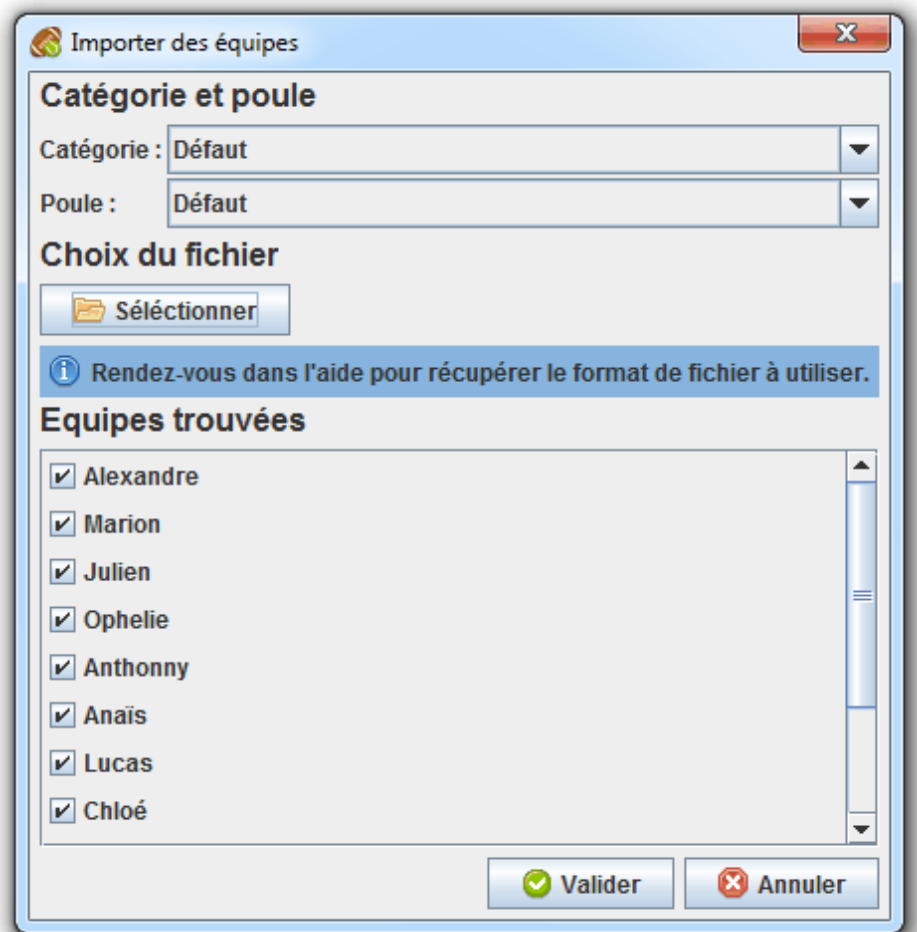 Importer des équipes
Catégorie et poule
Catégorie : Défaut
Poule : Défaut
Choix du fichier
Séléctionner
Rendez-vous dans l'aide pour récupérer le format de fichier à utiliser.
Equipes trouvées
Alexandre
Marion
Julien
Ophelie
Anthonny
Anaïs
Lucas
Chloé
Valider Annuler